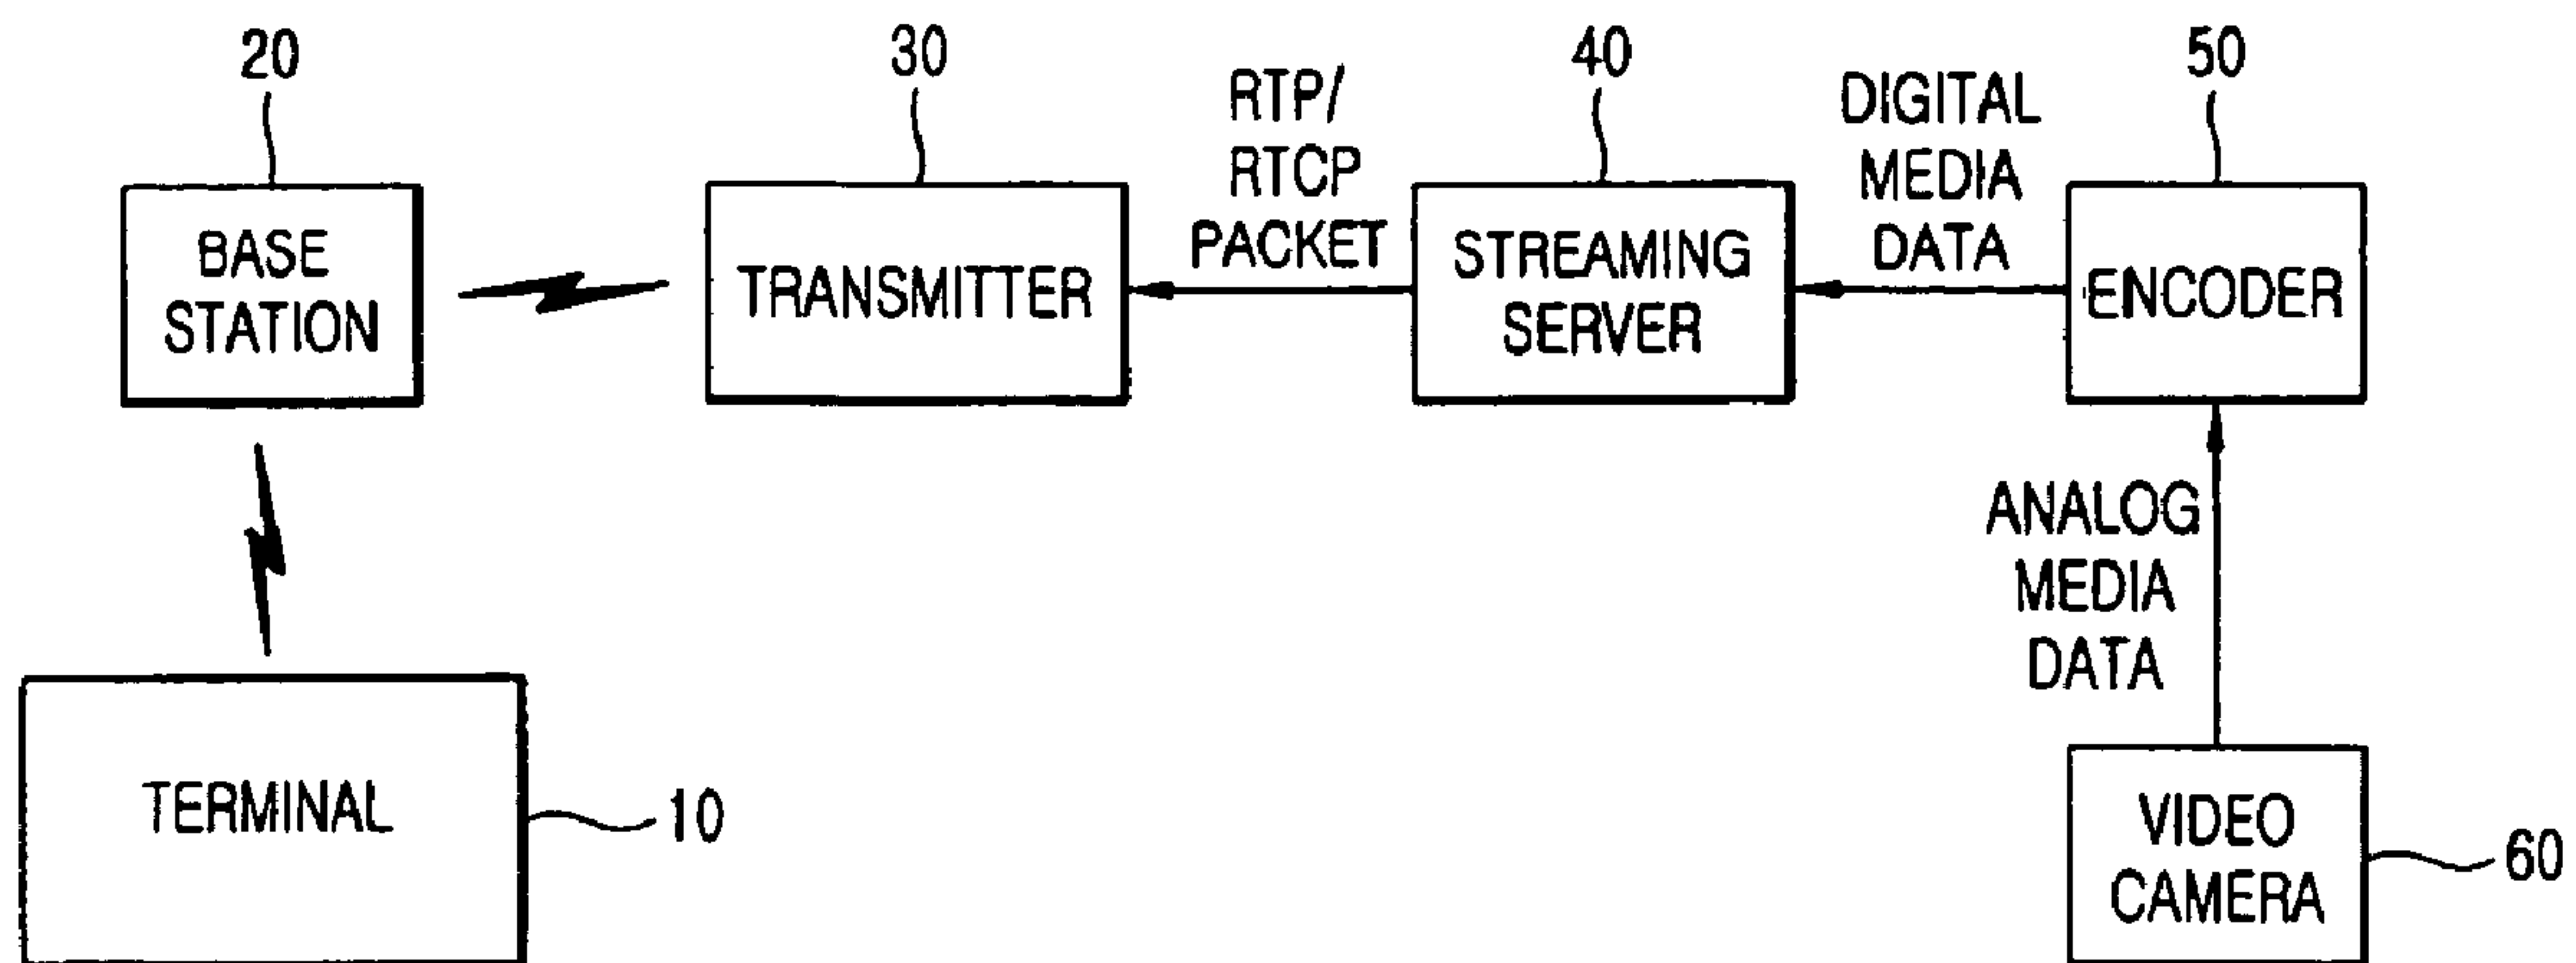 20
30
40
50
RTP/
RTCP
PACKET
DIGITAL
MEDIA
DATA
BASE
STATION
TRANSMITTER
STREAMING
SERVER
ENCODER
ANALOG
MEDIA
DATA
TERMINAL
10
VIDEO
CAMERA
60